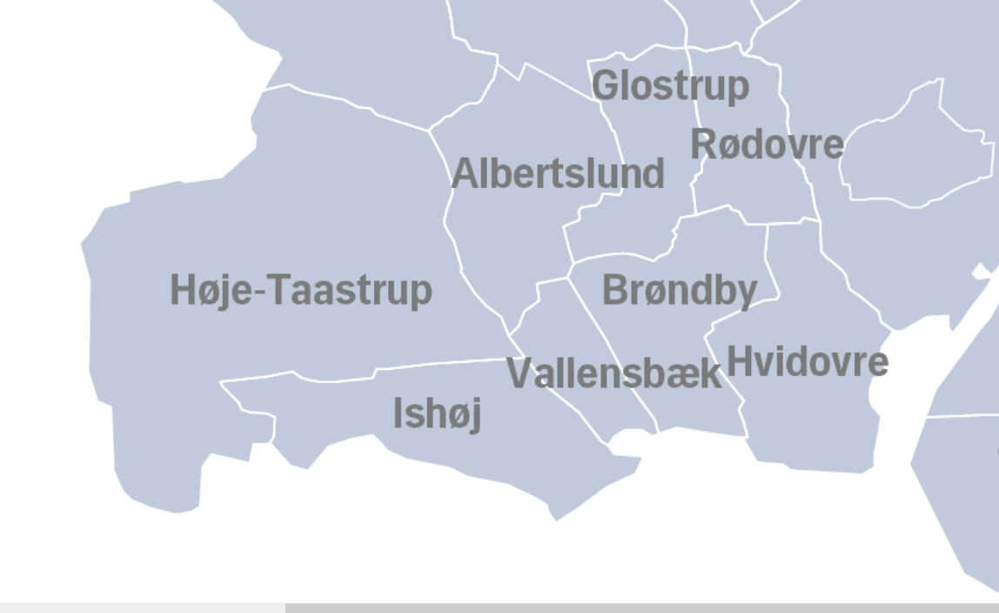 Glostrup
Rødovre
Albertslund
Høje-Taastrup
Brøndby
Hvidovre
Vallensbæk
Ishøj